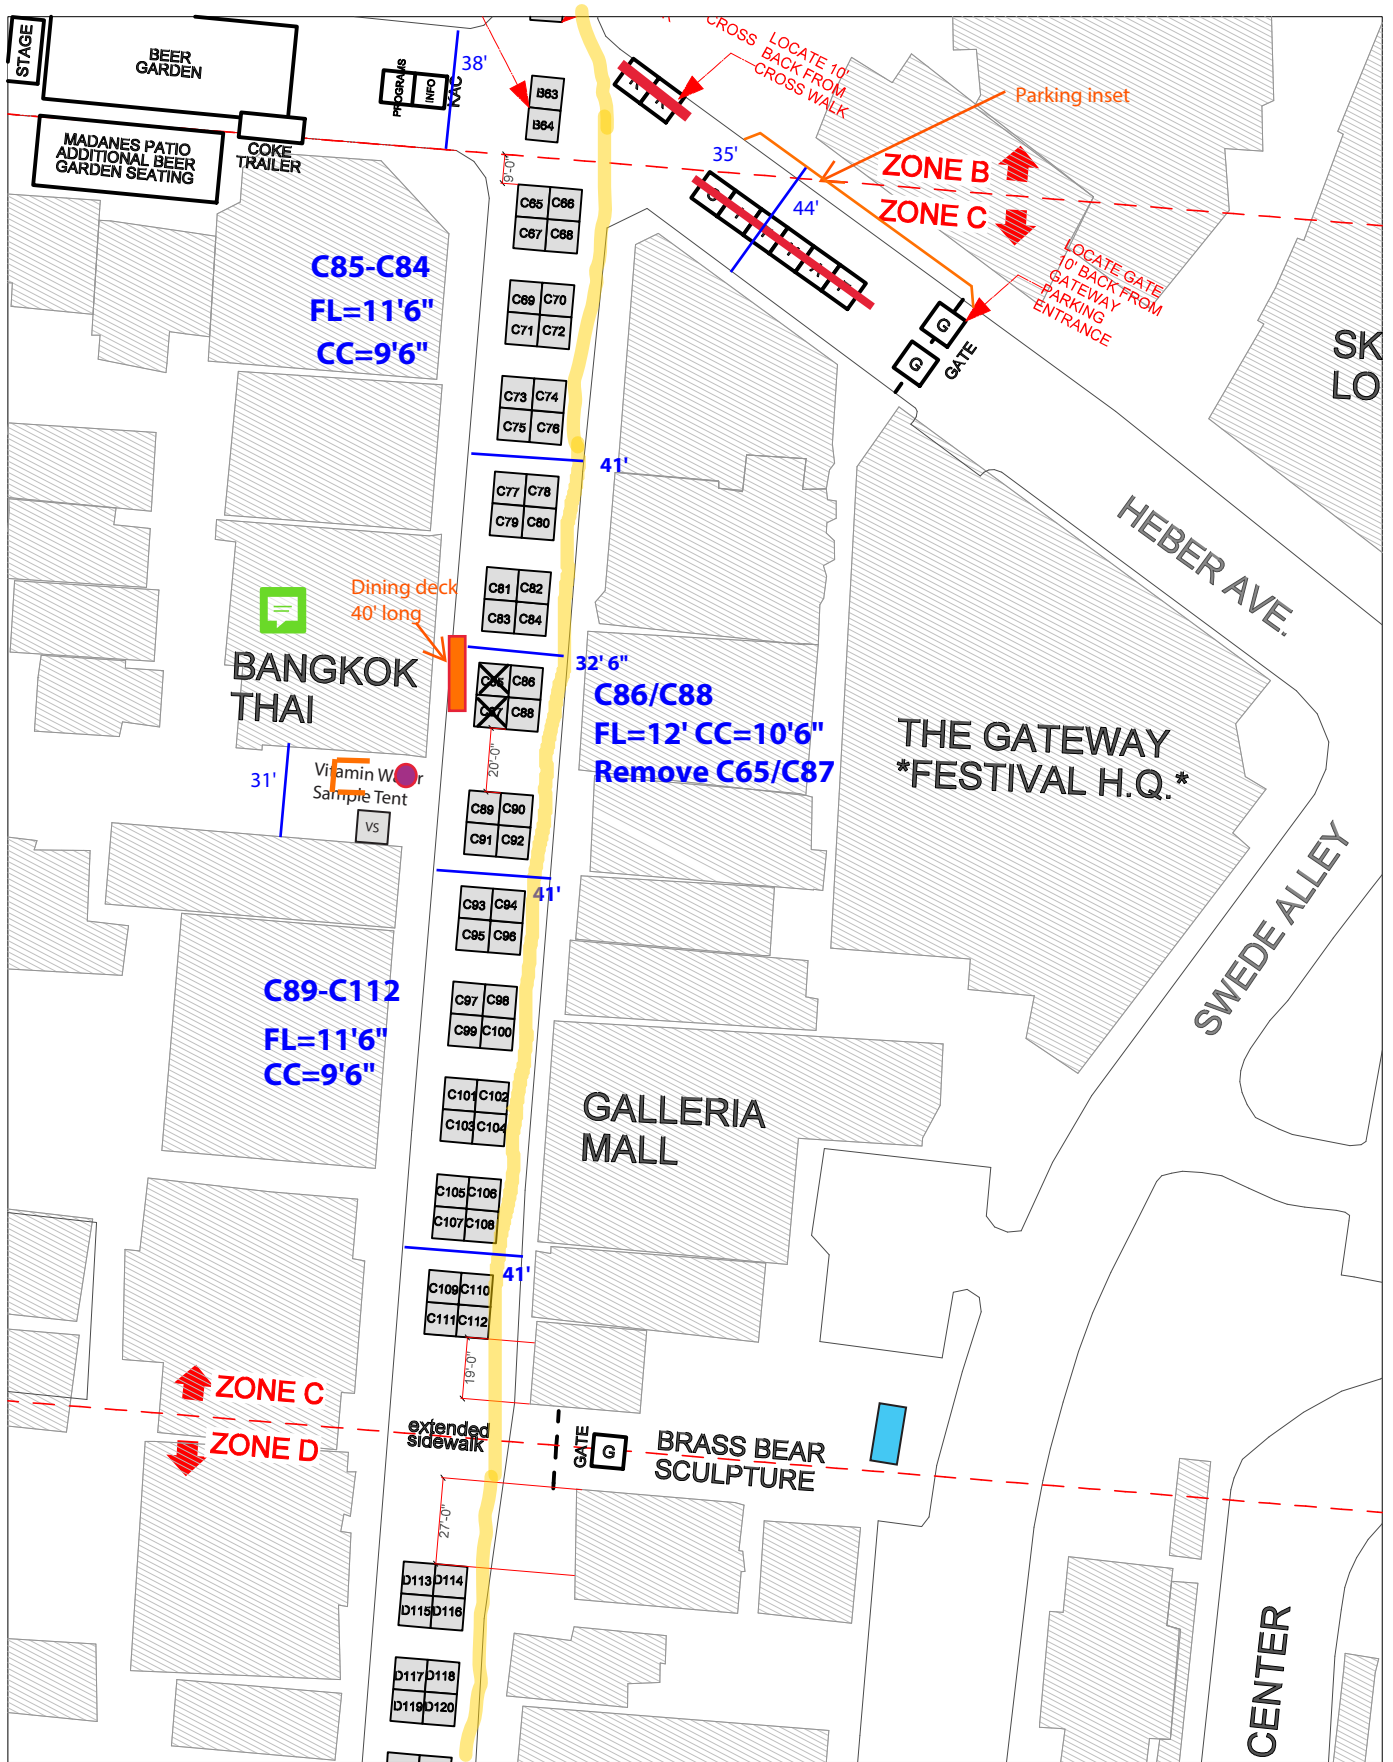 STAGE
BEER
GARDEN
PROGRAMS
INFO
KAC
38'
MADANES PATIO
ADDITIONAL BEER
GARDEN SEATING
COKE
TRAILER
B63
B64
CROSS
LOCATE 10'
BACK FROM
CROSS WALK
Parking inset
35'
44'
ZONE B
ZONE C
LOCATE GATE
10' BACK FROM
GATEWAY
PARKING
ENTRANCE
G
G
GATE
SK
LO
19'-0"
C65 C66
C67 C68
C85-C84
FL=11'6"
CC=9'6"
C69 C70
C71 C72
C73 C74
C75 C76
41'
C77 C78
C79 C80
HEBER AVE.
Dining deck
40' long
C81 C82
C83 C84
BANGKOK
THAI
32' 6"
C86
C88
C86/C88
FL=12' CC=10'6"
Remove C65/C87
THE GATEWAY
*FESTIVAL H.Q.*
20'-0"
31'
Vitamin Water
Sample Tent
VS
C89 C90
C91 C92
41'
SWEDE ALLEY
C93 C94
C95 C96
C89-C112
FL=11'6"
CC=9'6"
C97 C98
C99 C100
C101 C102
C103 C104
GALLERIA
MALL
C105 C106
C107 C108
41'
C109 C110
C111 C112
19'-0"
ZONE C
ZONE D
extended
sidewalk
GATE
G
BRASS BEAR
SCULPTURE
27'-0"
D113 D114
D115 D116
D117 D118
D119 D120
CENTER